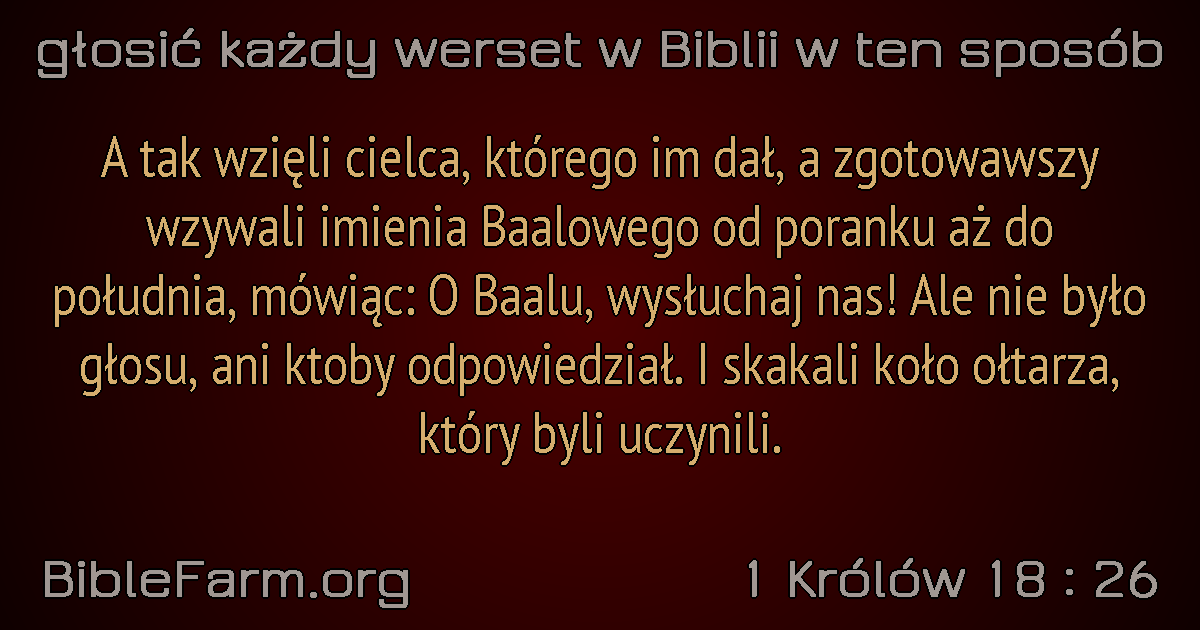 głosić każdy werset w Biblii w ten sposób
A tak wzięli cielca, którego im dał, a zgotowawszy
wzywali imienia Baalowego od poranku aż do
południa, mówiąc: O Baalu, wysłuchaj nas! Ale nie było
głosu, ani ktoby odpowiedział. I skakali koło ołtarza,
który byli uczynili.
BibleFarm.org
1 Królów 18 : 26